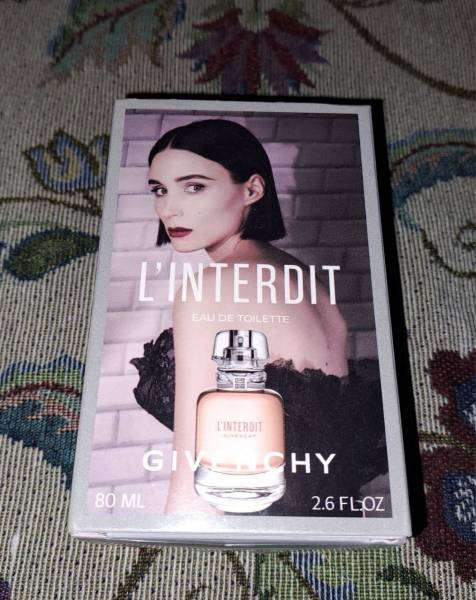 L'INTERDIT
EAU DE TOILETTE
L'INTERDIT
GIVENCHY
GIVENCHY
80 ML
2.6 FL.OZ